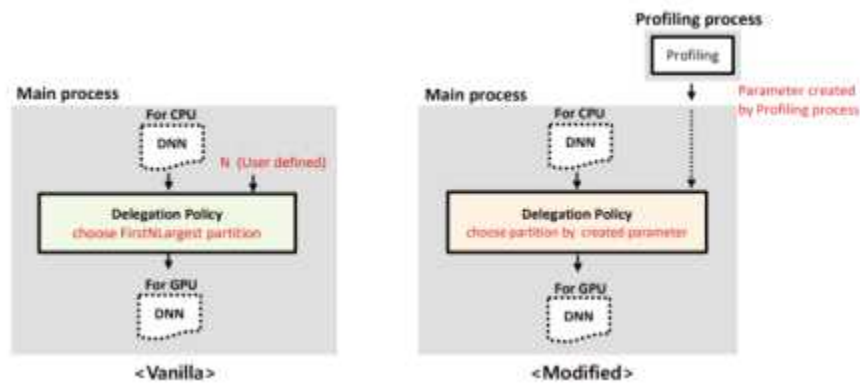 Main process
For CPU
DNN
N (User defined)
Delegation Policy
choose FirstNLargest partition
For GPU
DNN
<Vanilla>
Profiling process
Profiling
Parameter created
by Profiling process
Main process
For CPU
DNN
Delegation Policy
choose partition by created parameter
For GPU
DNN
<Modified>